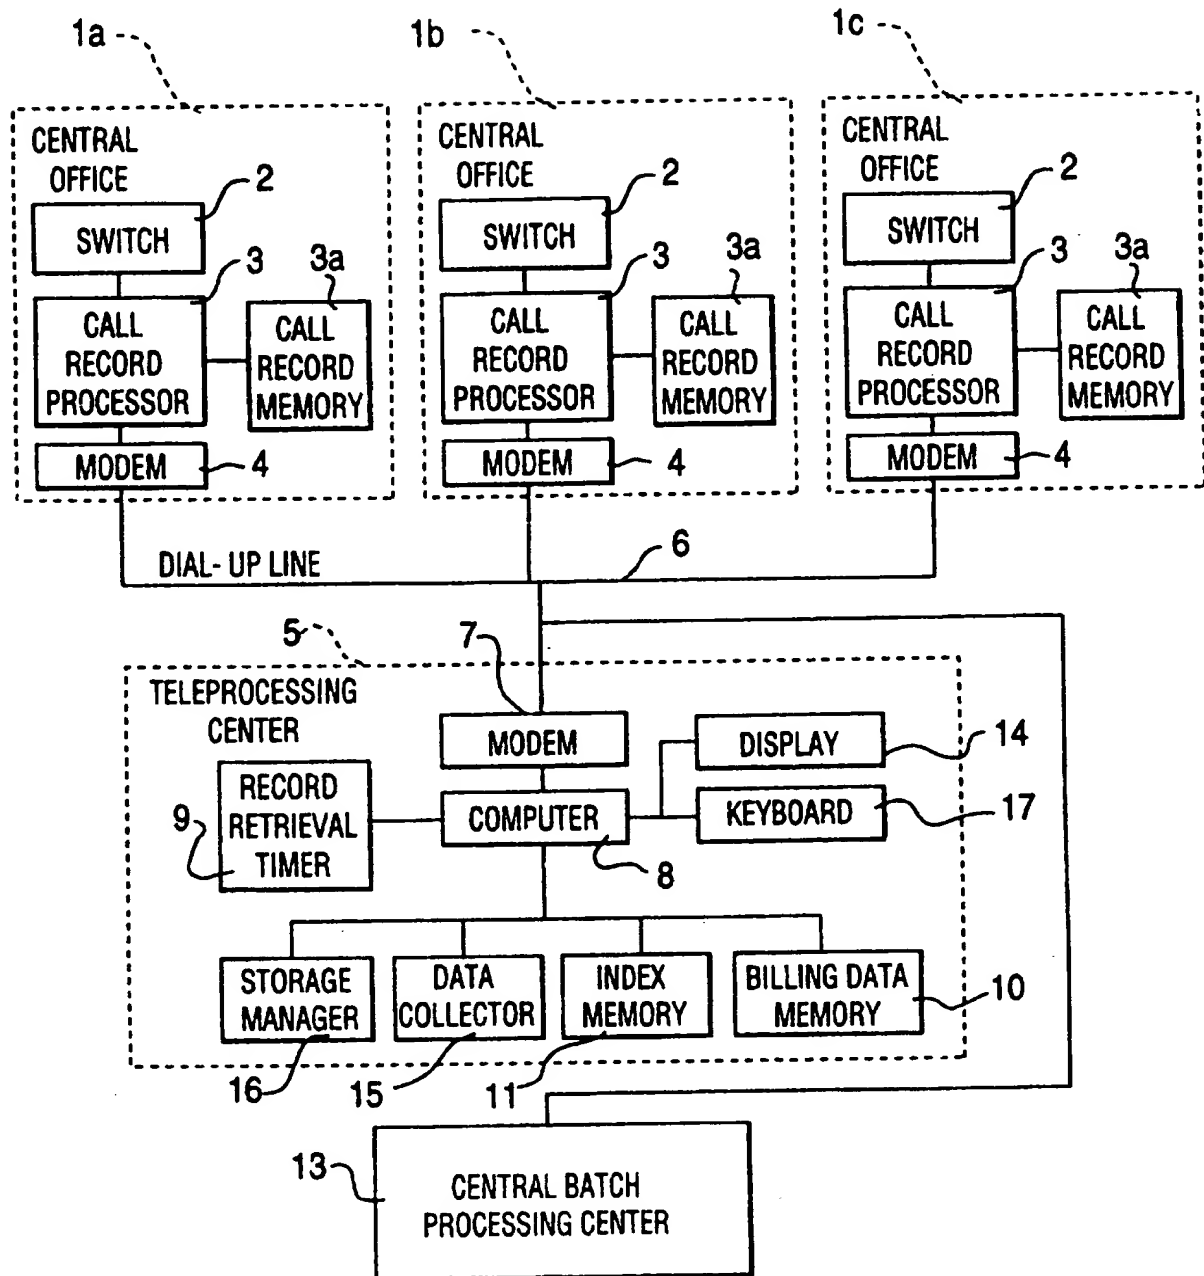 1a
1b
1c
CENTRAL
OFFICE
2
SWITCH
3
3a
CALL
RECORD
PROCESSOR
CALL
RECORD
MEMORY
MODEM
4
CENTRAL
OFFICE
2
SWITCH
3
3a
CALL
RECORD
PROCESSOR
CALL
RECORD
MEMORY
MODEM
4
CENTRAL
OFFICE
2
SWITCH
3
3a
CALL
RECORD
PROCESSOR
CALL
RECORD
MEMORY
MODEM
4
DIAL- UP LINE
6
5
7
TELEPROCESSING
CENTER
MODEM
DISPLAY
14
RECORD
RETRIEVAL
TIMER
9
COMPUTER
8
KEYBOARD
17
STORAGE
MANAGER
16
DATA
COLLECTOR
15
INDEX
MEMORY
11
BILLING DATA
MEMORY
10
13
CENTRAL BATCH
PROCESSING CENTER